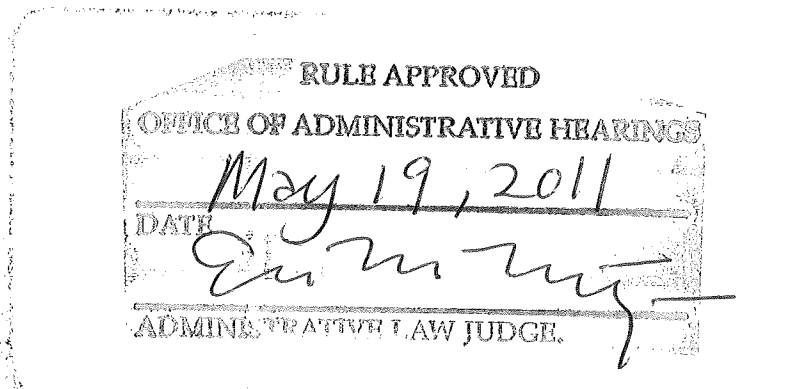 RULE APPROVED
OFFICE OF ADMINISTRATIVE HEARINGS
May 19, 2011
DATE
ADMINISTRATIVE LAW JUDGE.